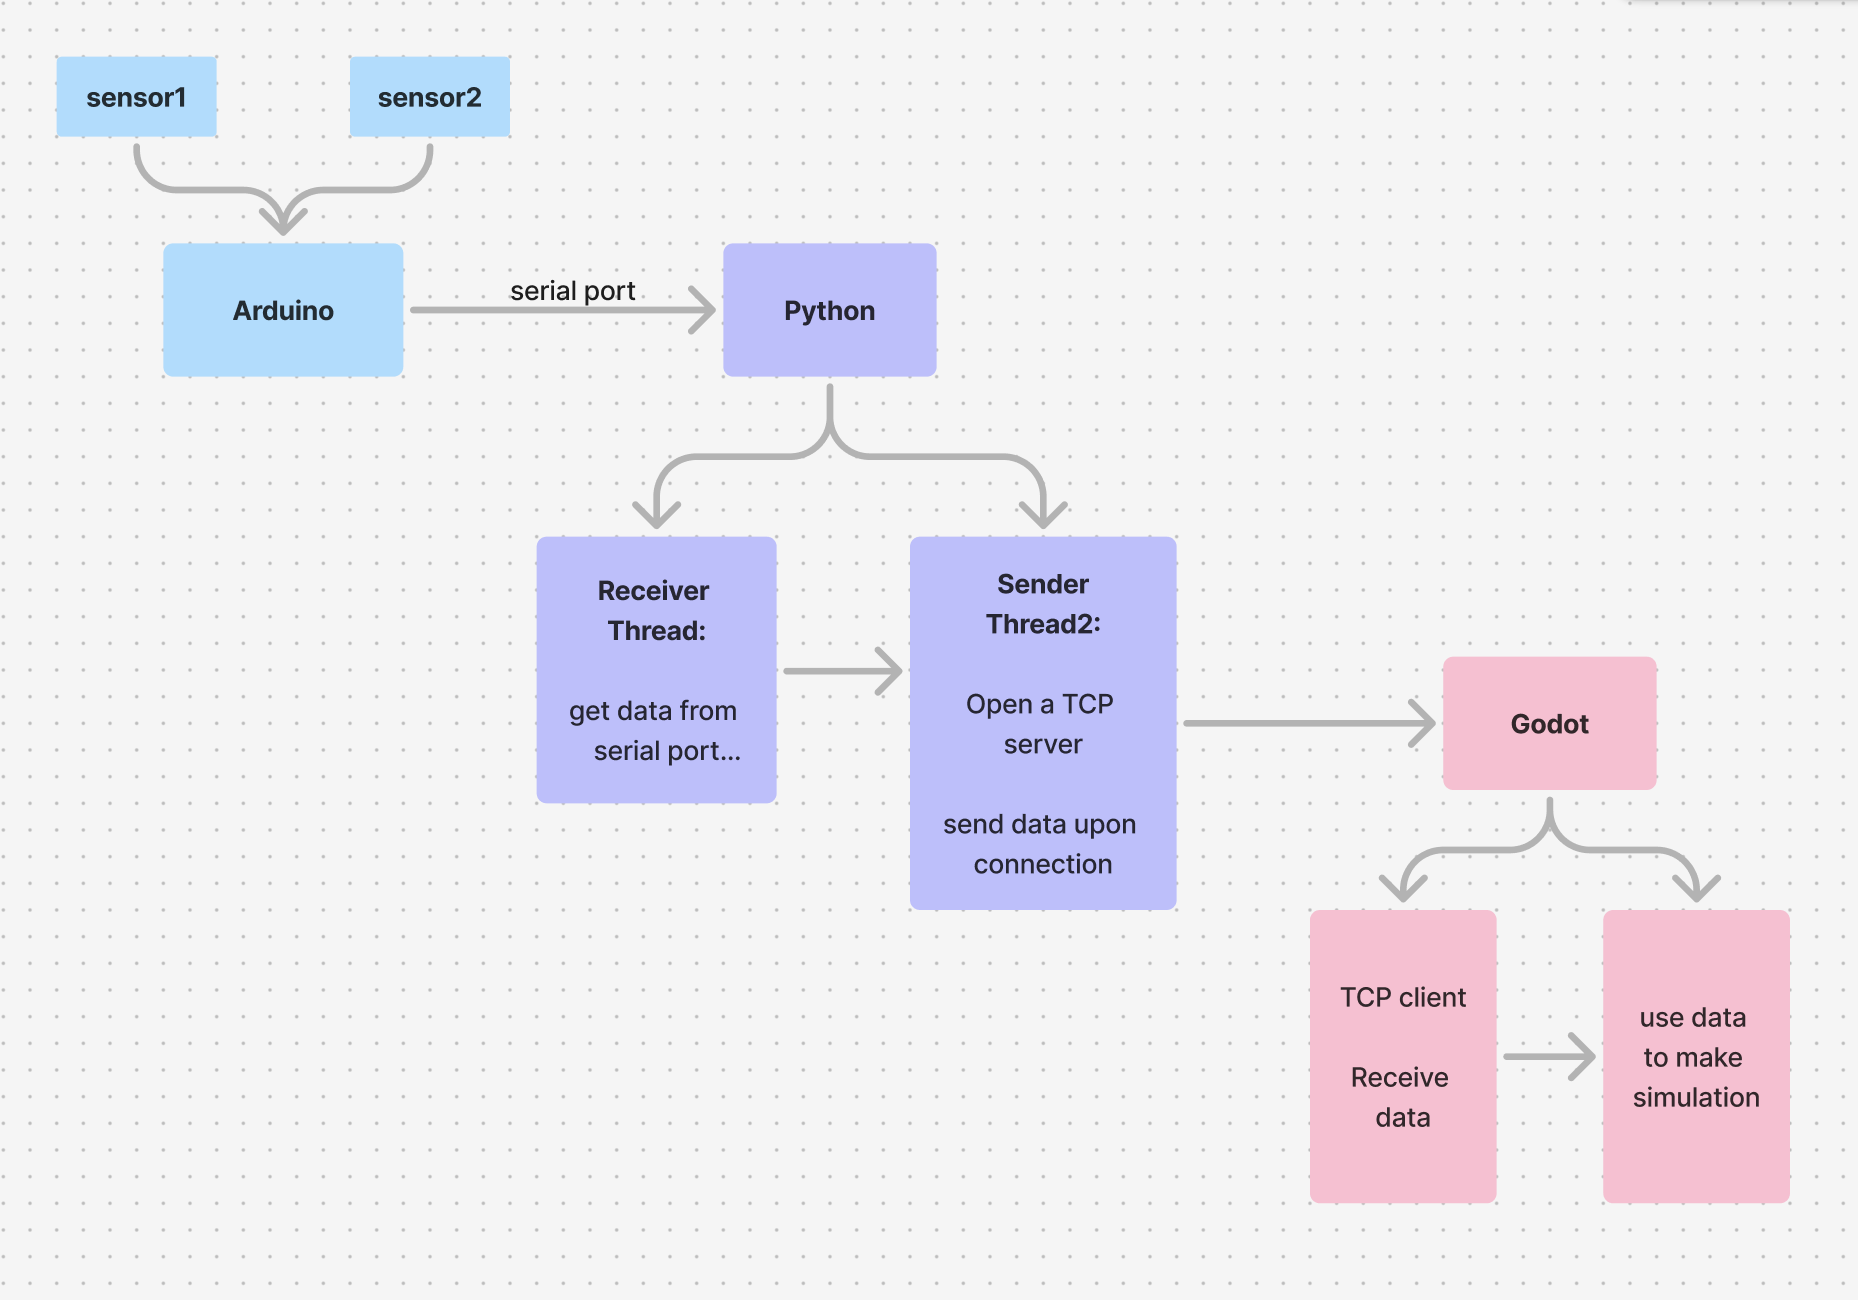 sensor1
sensor2
Arduino
serial port
Python
Receiver
Thread:
get data from
serial port...
Sender
Thread2:
Open a TCP
server
send data upon
connection
Godot
TCP client
Receive
data
use data
to make
simulation